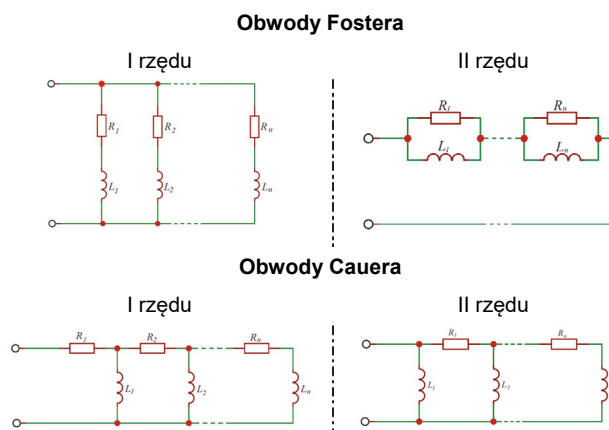 Obwody Fostera
I rzędu
II rzędu
R1 R2 Rn
L1 L2 Ln
R1 Rn
L1 Ln
Obwody Cauera
I rzędu
II rzędu
R1 R2 Rn
L1 L2 Ln
R1 Rn
L1 L2